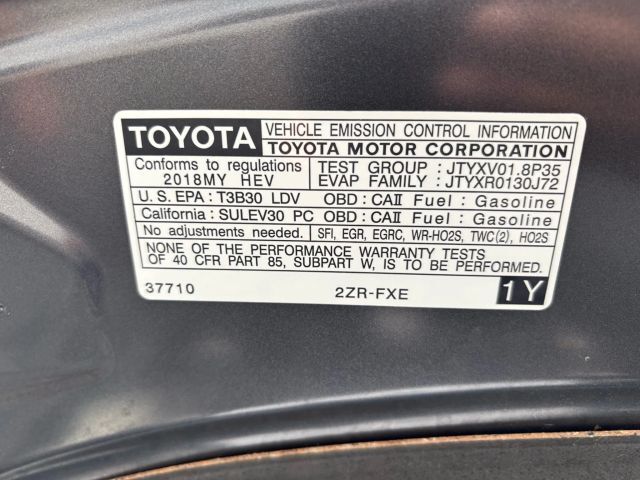 TOYOTA VEHICLE EMISSION CONTROL INFORMATION
TOYOTA MOTOR CORPORATION
Conforms to regulations
2018MY HEV
TEST GROUP : JTYXV01.8P35
EVAP FAMILY : JTYXR0130J72
U.S. EPA : T3B30 LDV OBD : CAⅡ Fuel : Gasoline
California : SULEV30 PC OBD : CAⅡ Fuel : Gasoline
No adjustments needed. SFI, EGR, EGRC, WR-HO2S, TWC(2), HO2S
NONE OF THE PERFORMANCE WARRANTY TESTS
OF 40 CFR PART 85, SUBPART W, IS TO BE CONDUCTED.
37710 2ZR-FXE 1Y